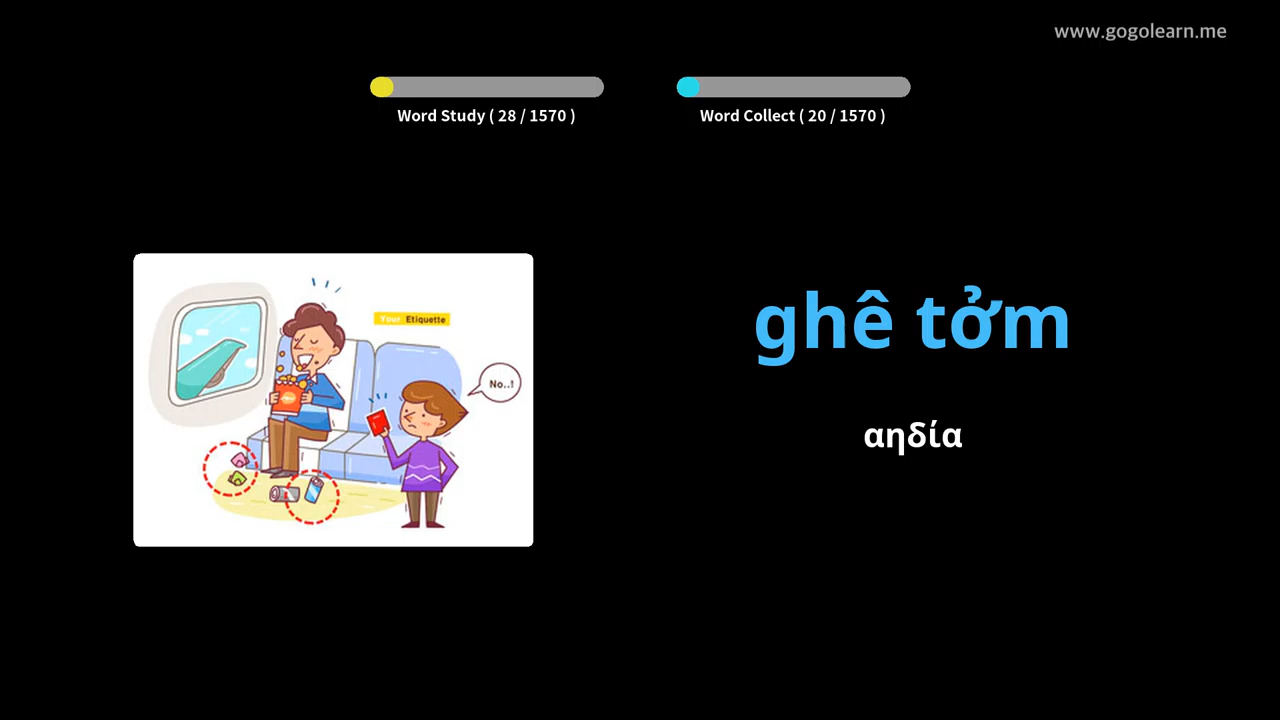 www.gogolearn.me
Word Study ( 28 / 1570 )
Word Collect ( 20 / 1570 )
Your Etiquette
No..!
ghê tởm
αηδία